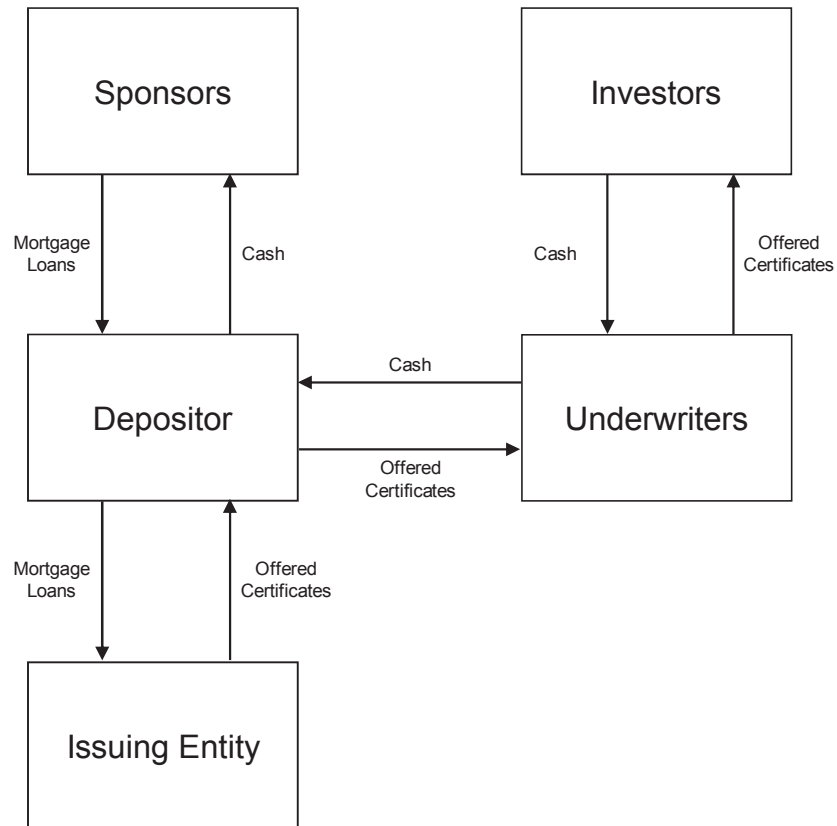 Sponsors
Investors
Mortgage
Loans
Cash
Cash
Offered
Certificates
Depositor
Cash
Offered
Certificates
Underwriters
Mortgage
Loans
Offered
Certificates
Issuing Entity